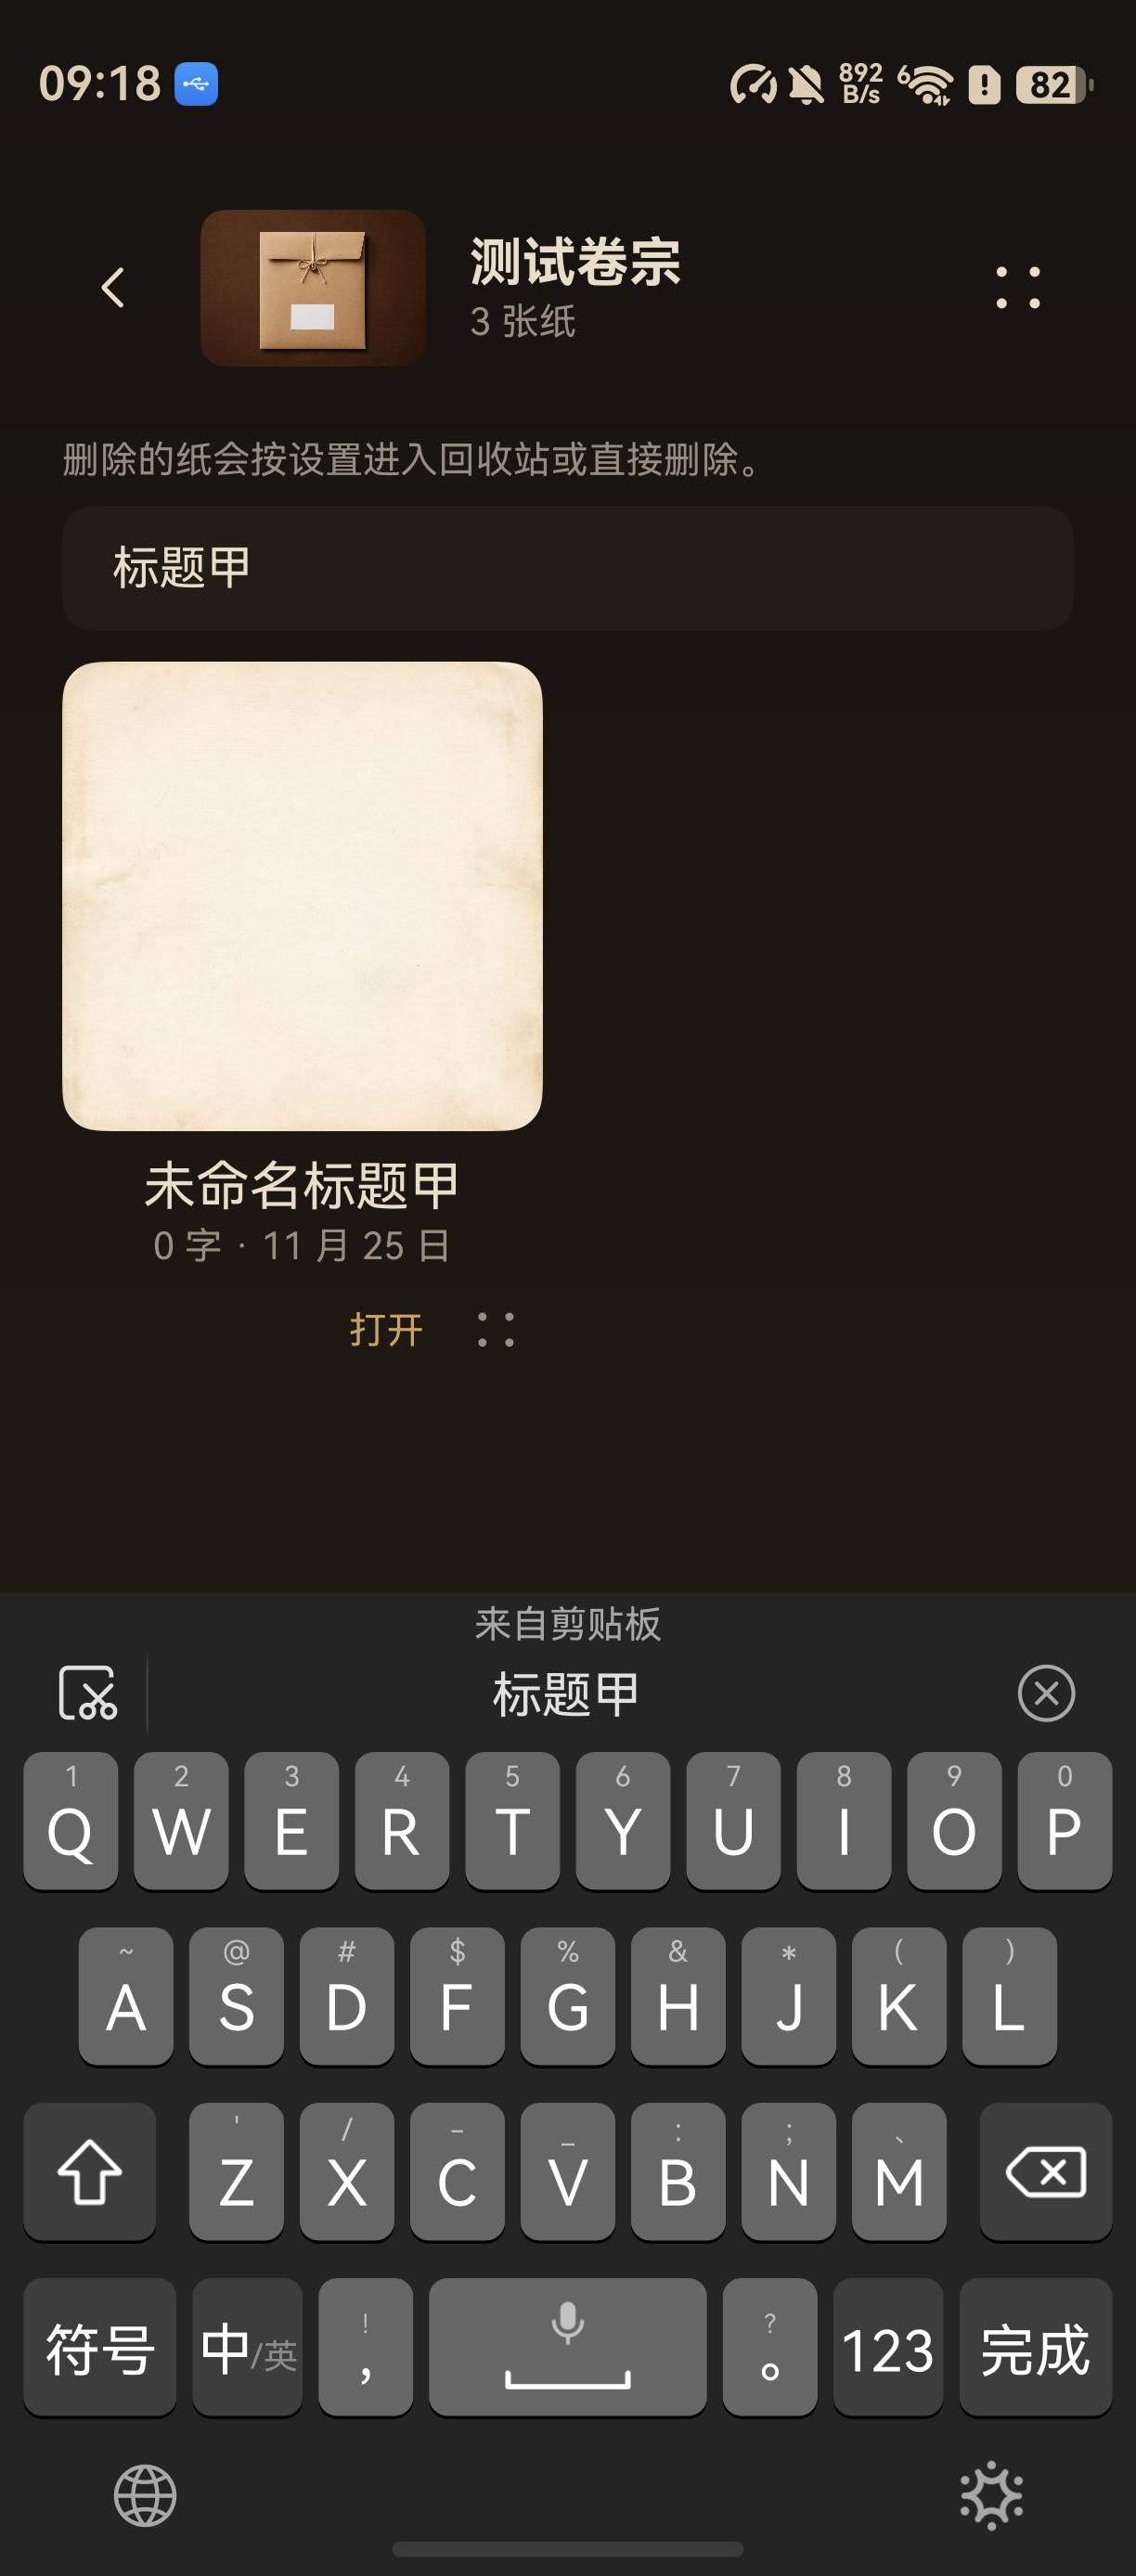 09:18
892 B/s
6
82
测试卷宗
3 张纸
删除的纸会按设置进入回收站或直接删除。
标题甲
未命名标题甲
0 字 · 11 月 25 日
打开
来自剪贴板
标题甲
1 2 3 4 5 6 7 8 9 0
Q W E R T Y U I O P
~ @ # $ % & * ( )
A S D F G H J K L
' / - _ : ; 、
Z X C V B N M
! ?
符号 中/英 , 。 123 完成